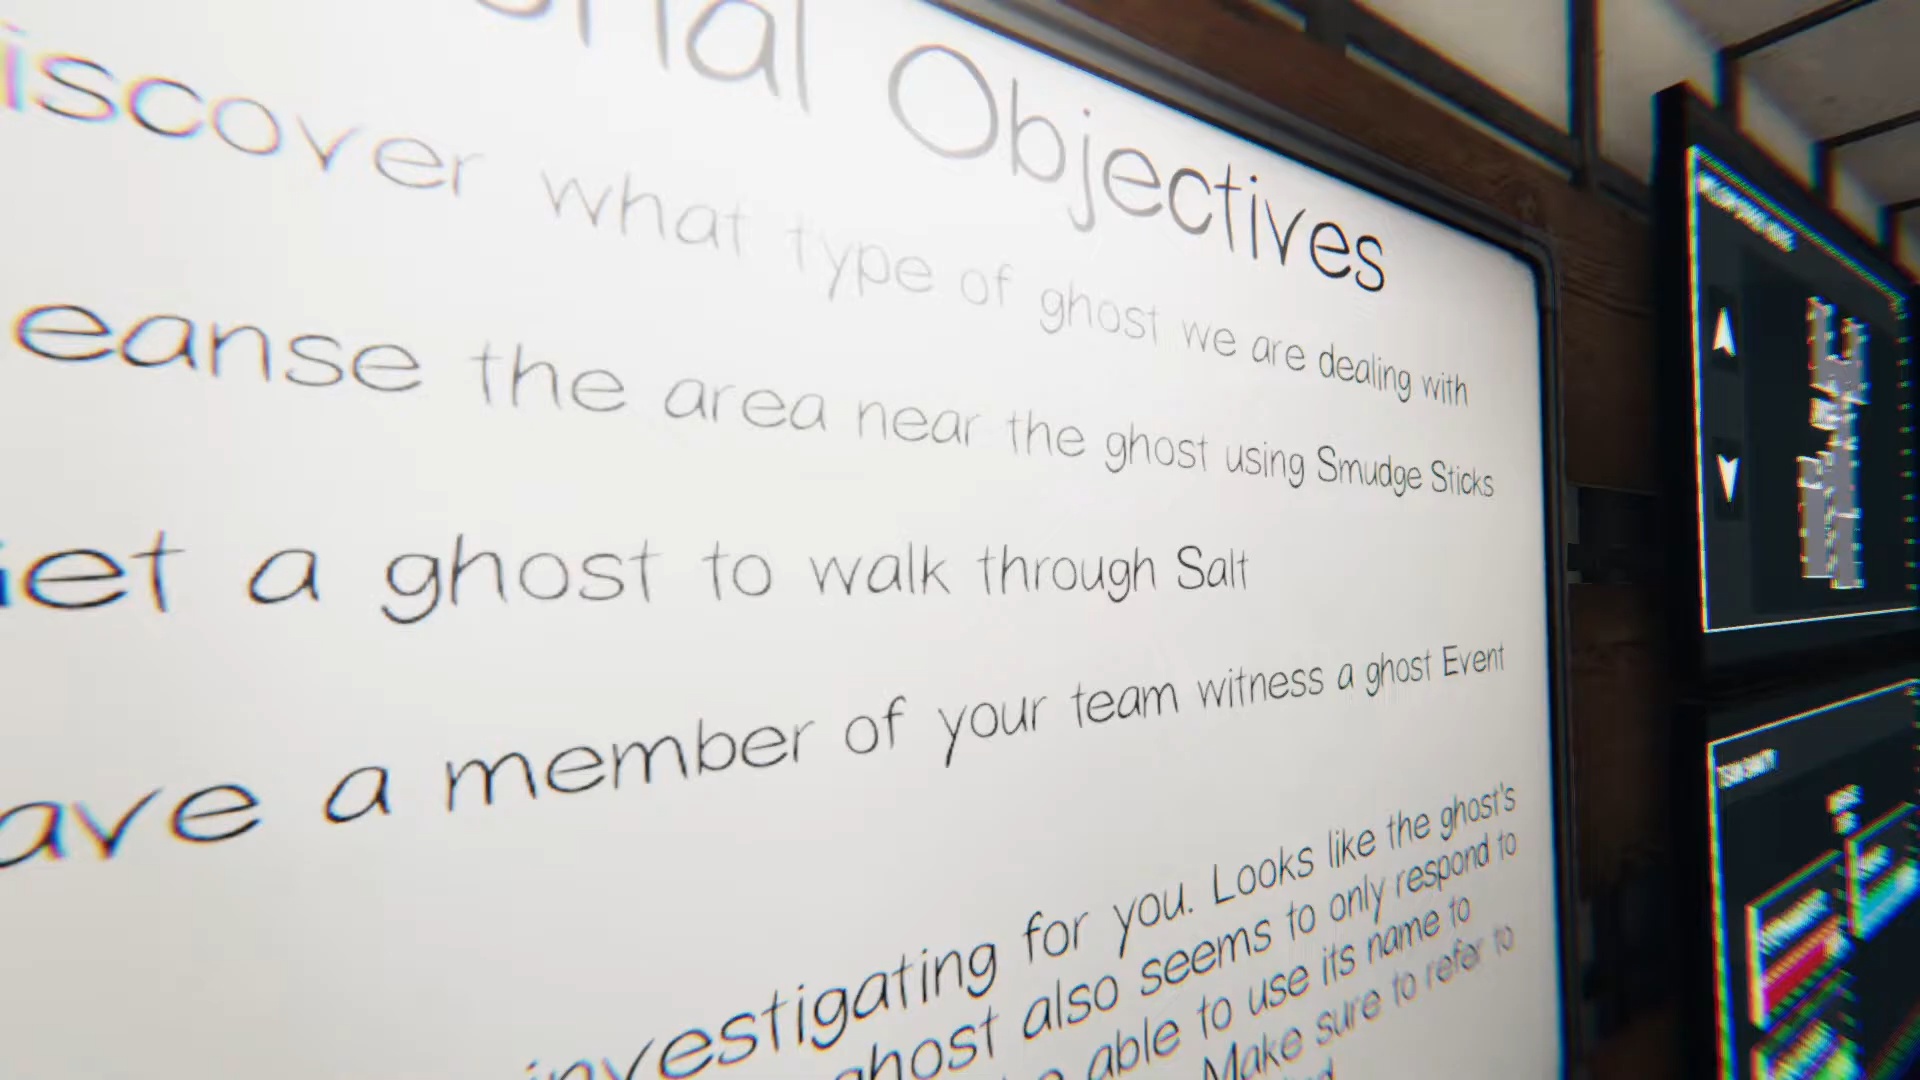 Objectives
iscover what type of ghost we are dealing with
eanse the area near the ghost using Smudge Sticks
et a ghost to walk through Salt
ave a member of your team witness a ghost Event
investigating for you. Looks like the ghost's
ghost also seems to only respond to
able to use its name to
Make sure to refer to